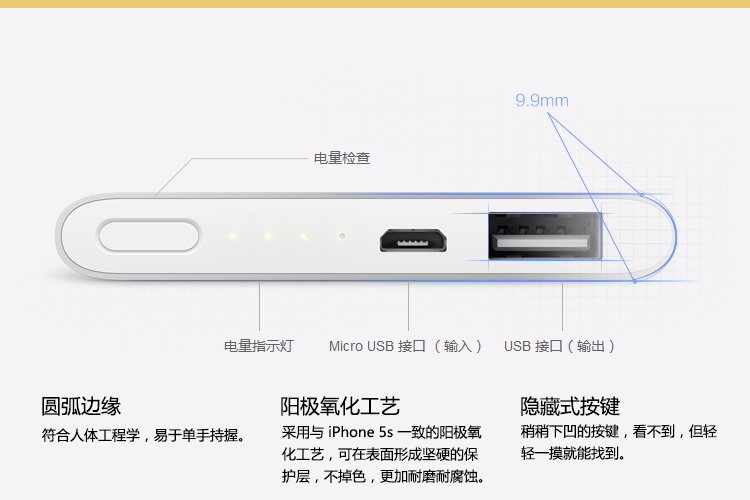 9.9mm
电量检查
电量指示灯
Micro USB 接口（输入）
USB 接口（输出）
圆弧边缘
符合人体工程学，易于单手持握。
阳极氧化工艺
采用与 iPhone 5s 一致的阳极氧
化工艺，可在表面形成坚硬的保
护层，不掉色，更加耐磨耐腐蚀。
隐藏式按键
稍稍下凹的按键，看不到，但轻
轻一摸就能找到。